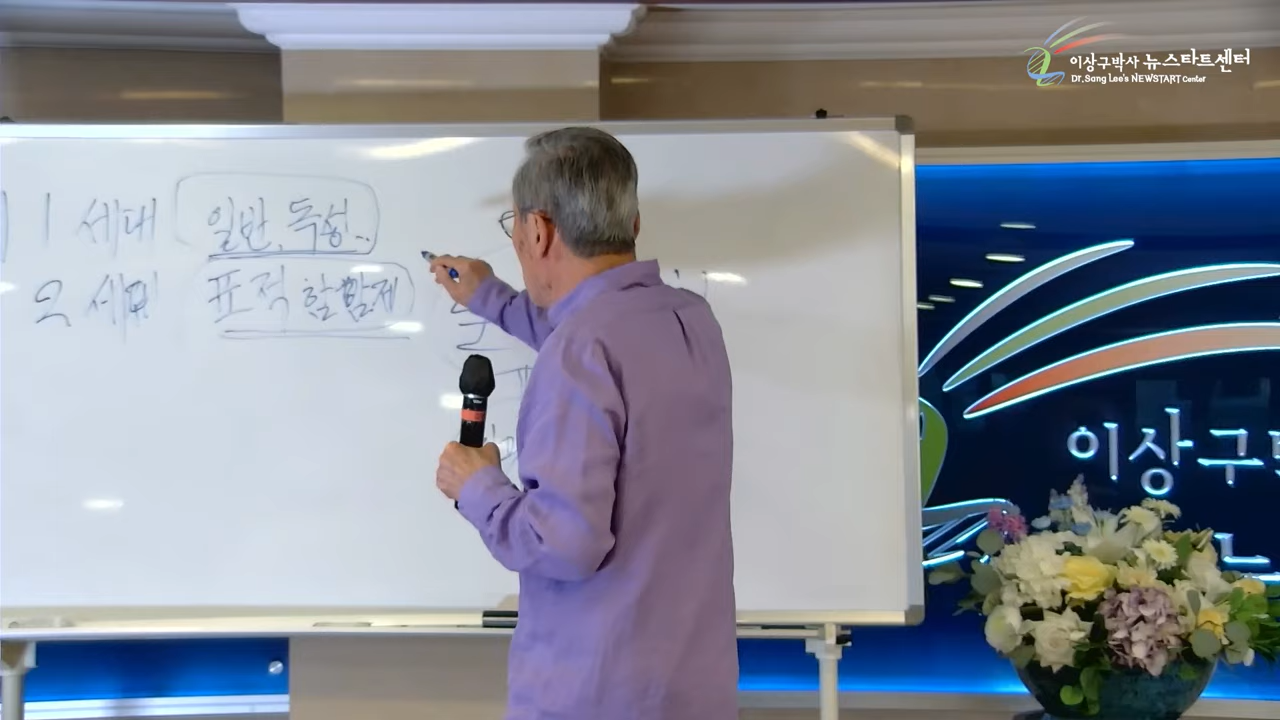 이상구박사 뉴스타트센터
Dr. Sang Lee's NEWSTART Center
1 세대 일반, 독성..
2 세대 표적 항암제
이상구